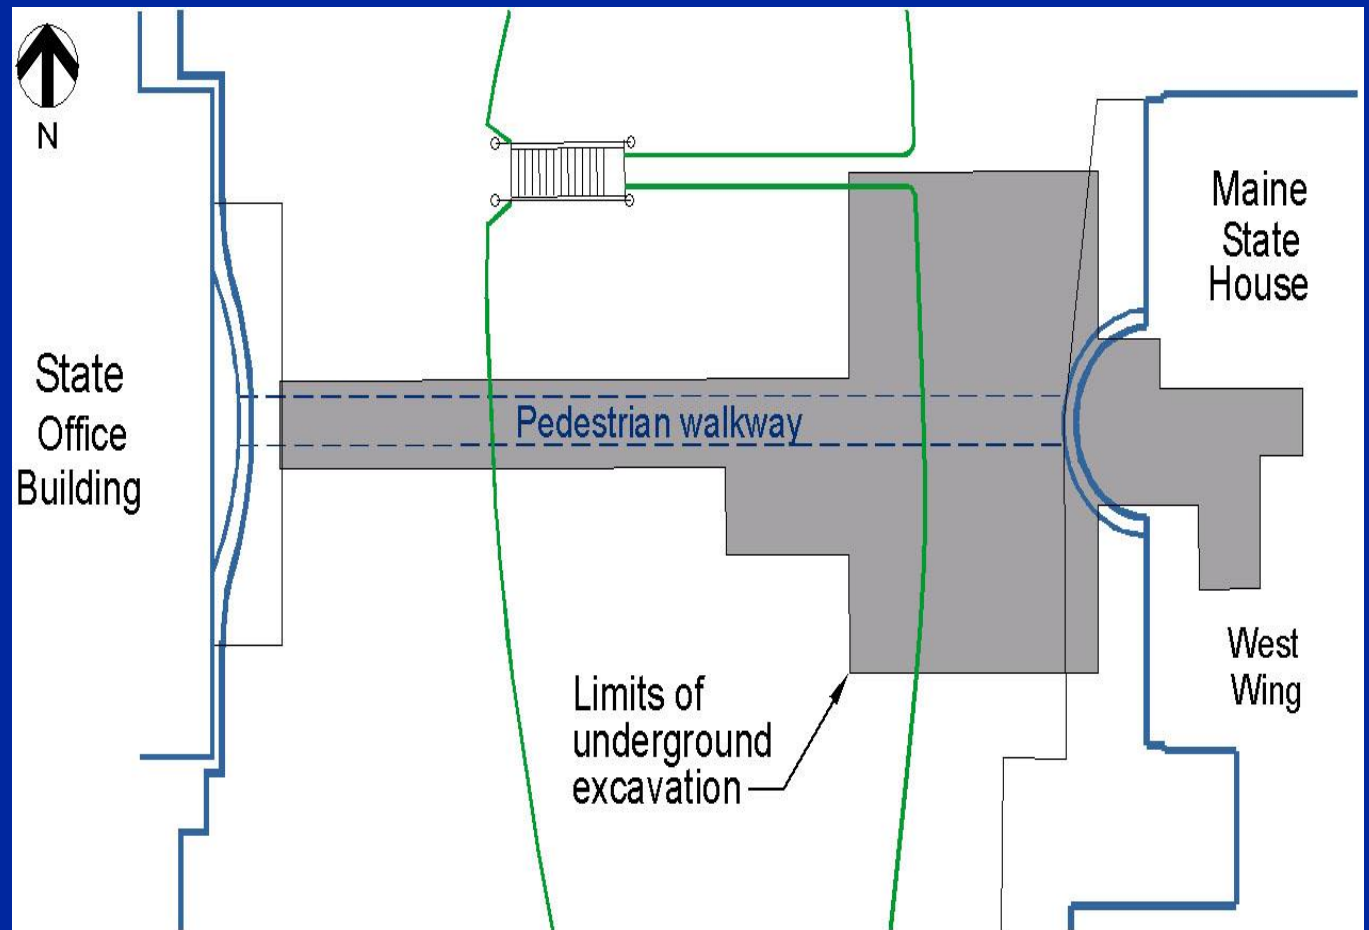 N
Maine
State
House
State
Office
Building
Pedestrian walkway
Limits of
underground
excavation
West
Wing